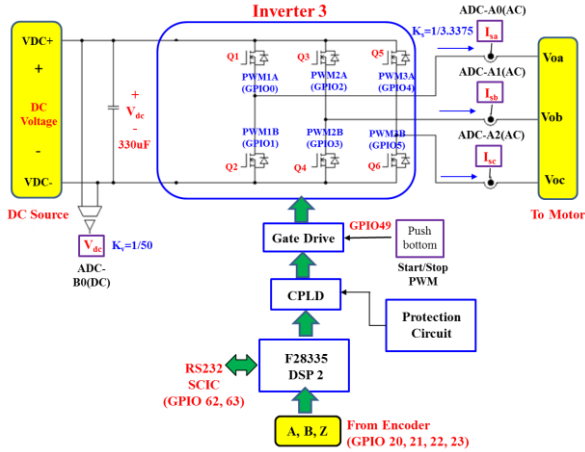 Inverter 3
ADC-A0(AC)
Ks=1/3.3375
VDC+
+
DC
Voltage
-
VDC-
DC Source
+
Vdc
-
330uF
Q1
Q3
Q5
PWM1A
(GPIO0)
PWM2A
(GPIO2)
PWM3A
(GPIO4)
PWM1B
(GPIO1)
PWM2B
(GPIO3)
PWM3B
(GPIO5)
Q2
Q4
Q6
Isa
ADC-A1(AC)
Isb
ADC-A2(AC)
Isc
Voa
Vob
Voc
To Motor
Vdc
Kv=1/50
ADC-
B0(DC)
Gate Drive
GPIO49
Push
bottom
Start/Stop
PWM
CPLD
Protection
Circuit
F28335
DSP 2
RS232
SCIC
(GPIO 62, 63)
A, B, Z
From Encoder
(GPIO 20, 21, 22, 23)